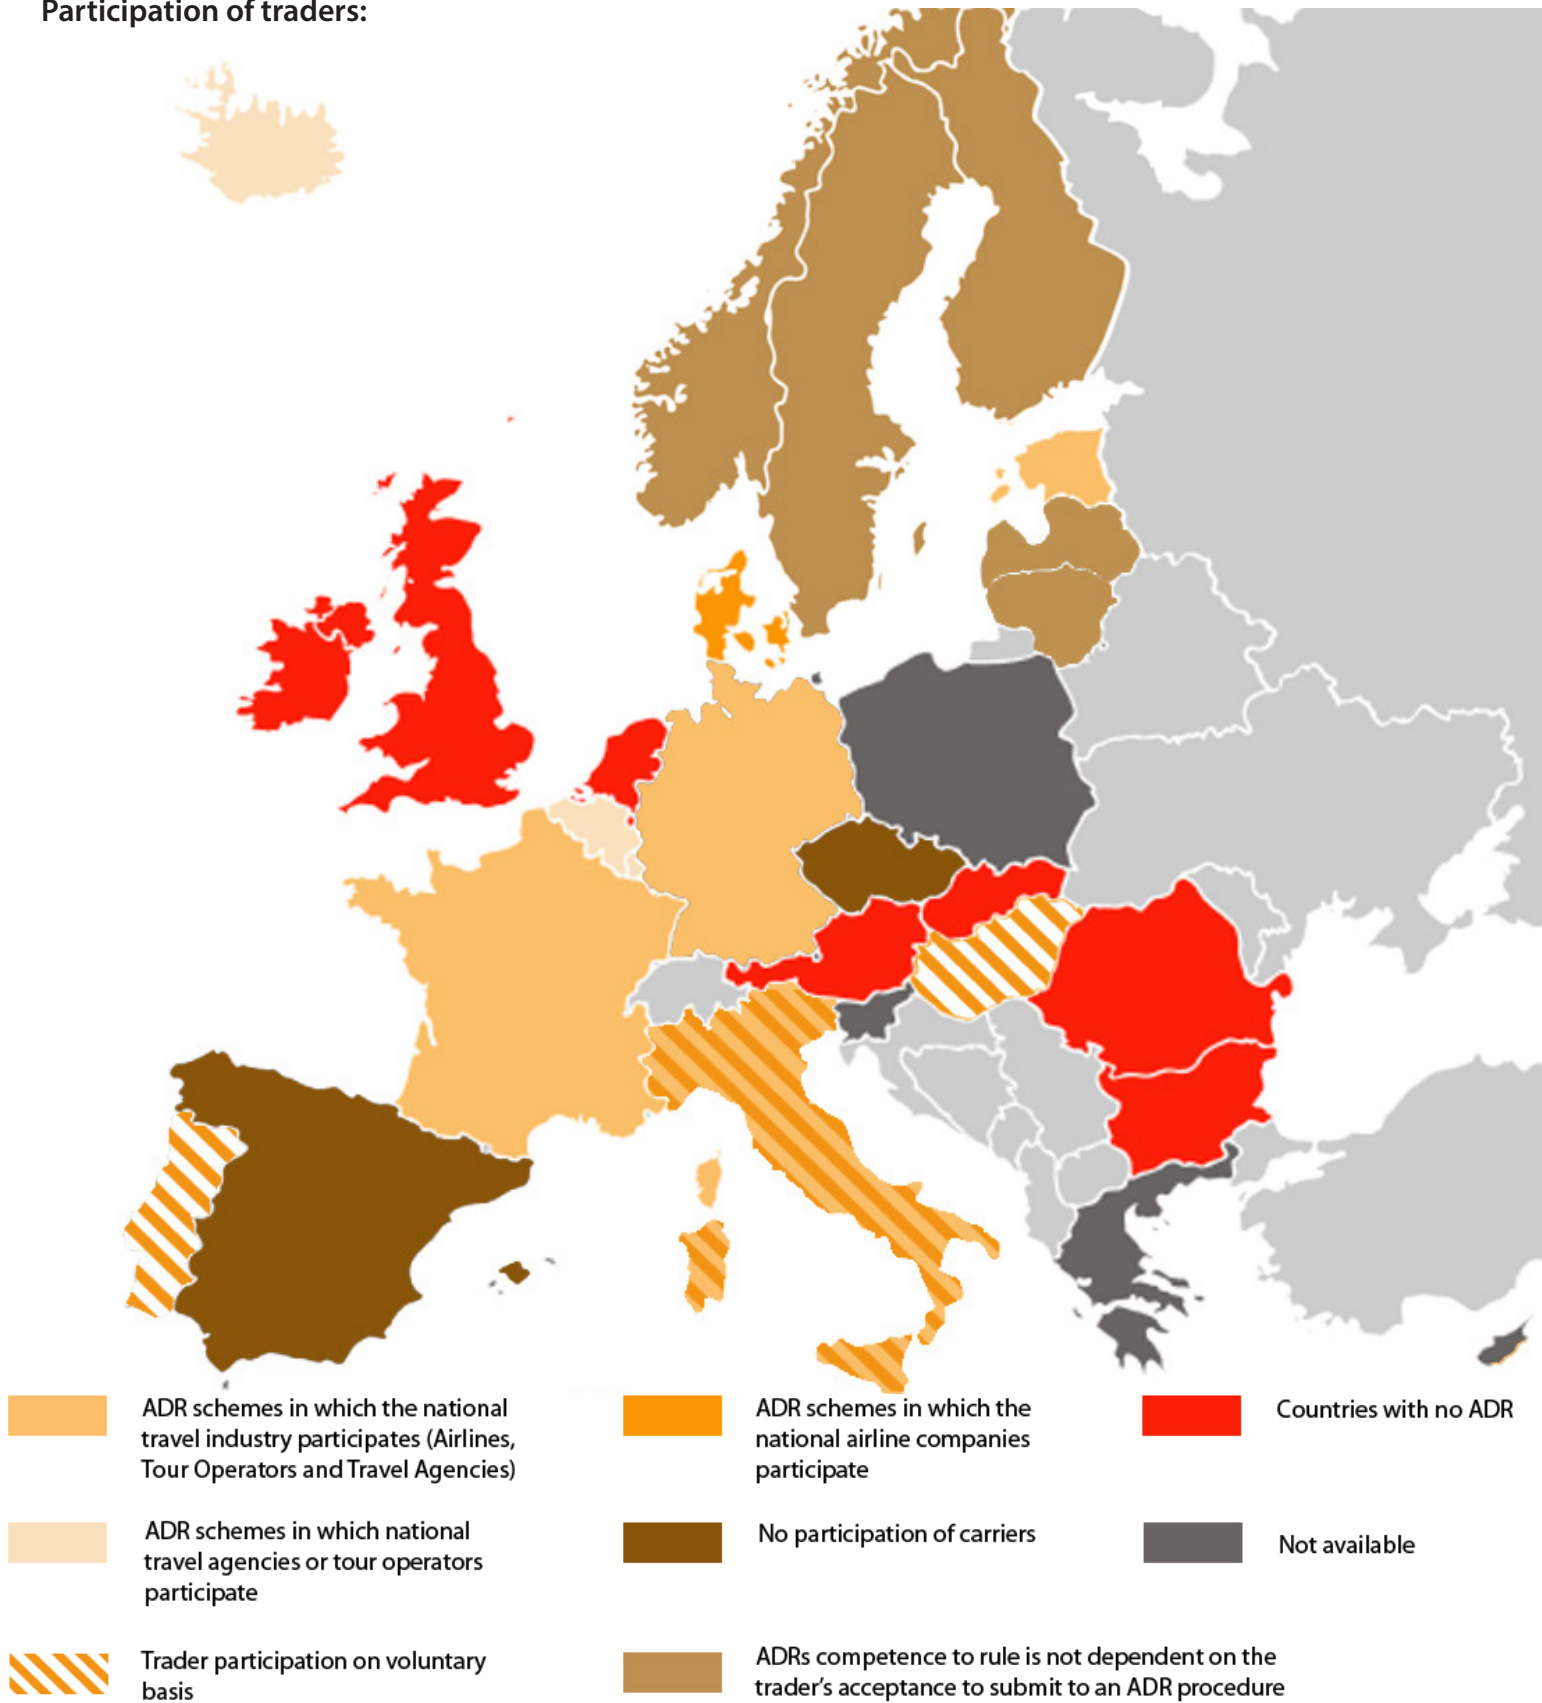 Participation of traders:
ADR schemes in which the national
travel industry participates (Airlines,
Tour Operators and Travel Agencies)
ADR schemes in which the
national airline companies
participate
Countries with no ADR
ADR schemes in which national
travel agencies or tour operators
participate
No participation of carriers
Not available
Trader participation on voluntary
basis
ADRs competence to rule is not dependent on the
trader's acceptance to submit to an ADR procedure